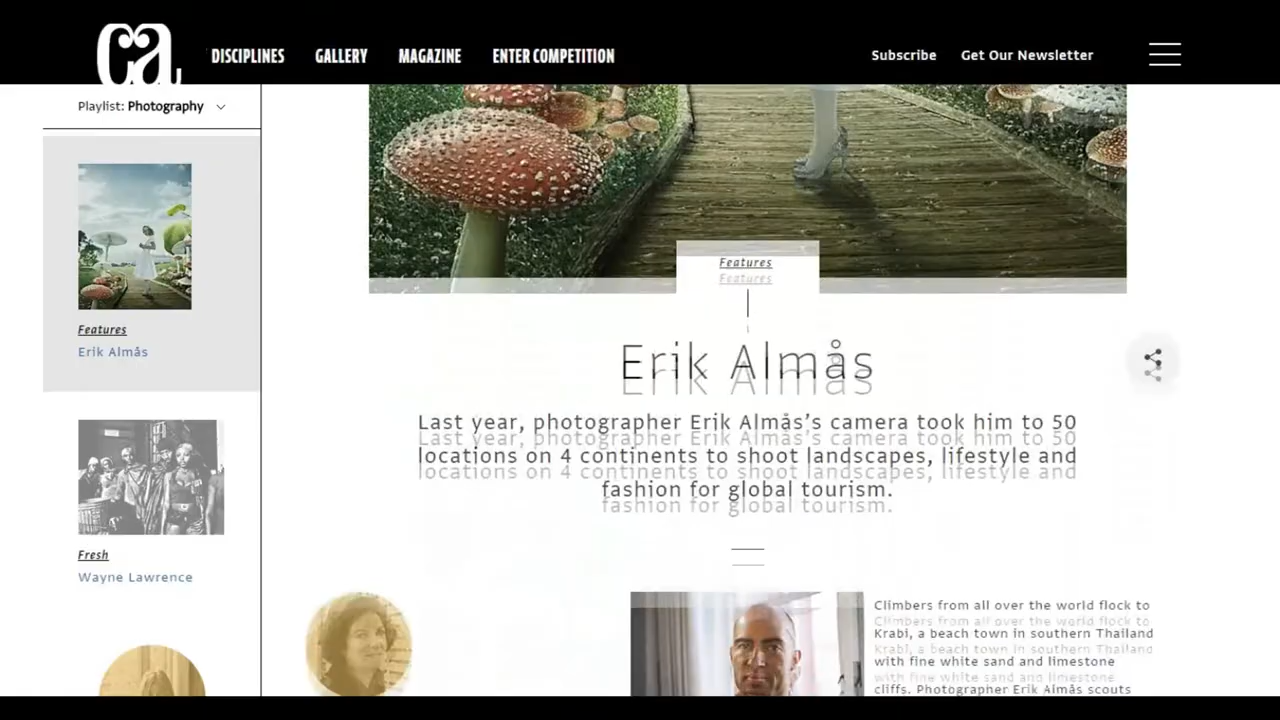 ca.
DISCIPLINES GALLERY MAGAZINE ENTER COMPETITION
Subscribe Get Our Newsletter
Playlist: Photography
Features
Erik Almås
Fresh
Wayne Lawrence
Features
Erik Almås
Last year, photographer Erik Almås’s camera took him to 50
locations on 4 continents to shoot landscapes, lifestyle and
fashion for global tourism.
Climbers from all over the world flock to
Krabi, a beach town in southern Thailand
with fine white sand and limestone
cliffs. Photographer Erik Almås scouts